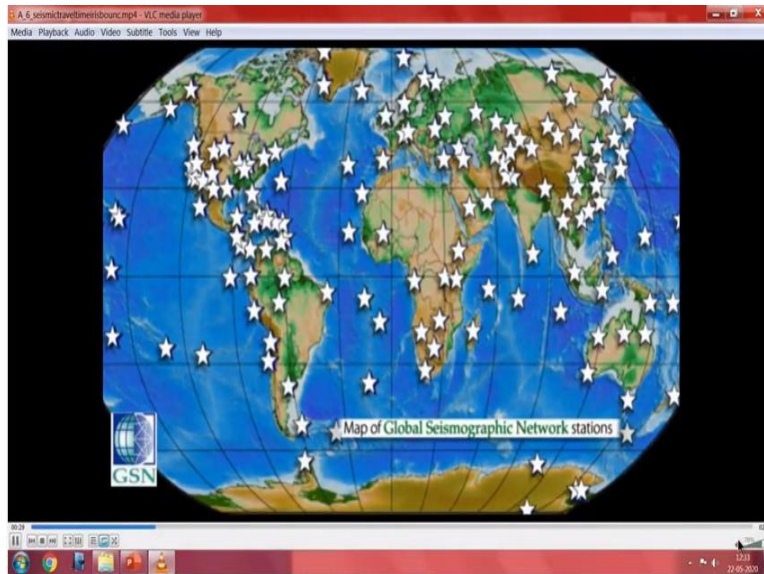 A_6_seismictraveltimeirisbounc.mp4 - VLC media player
Media Playback Audio Video Subtitle Tools View Help
Map of Global Seismographic Network stations
GSN
00:29
70%
12:33
22-05-2020